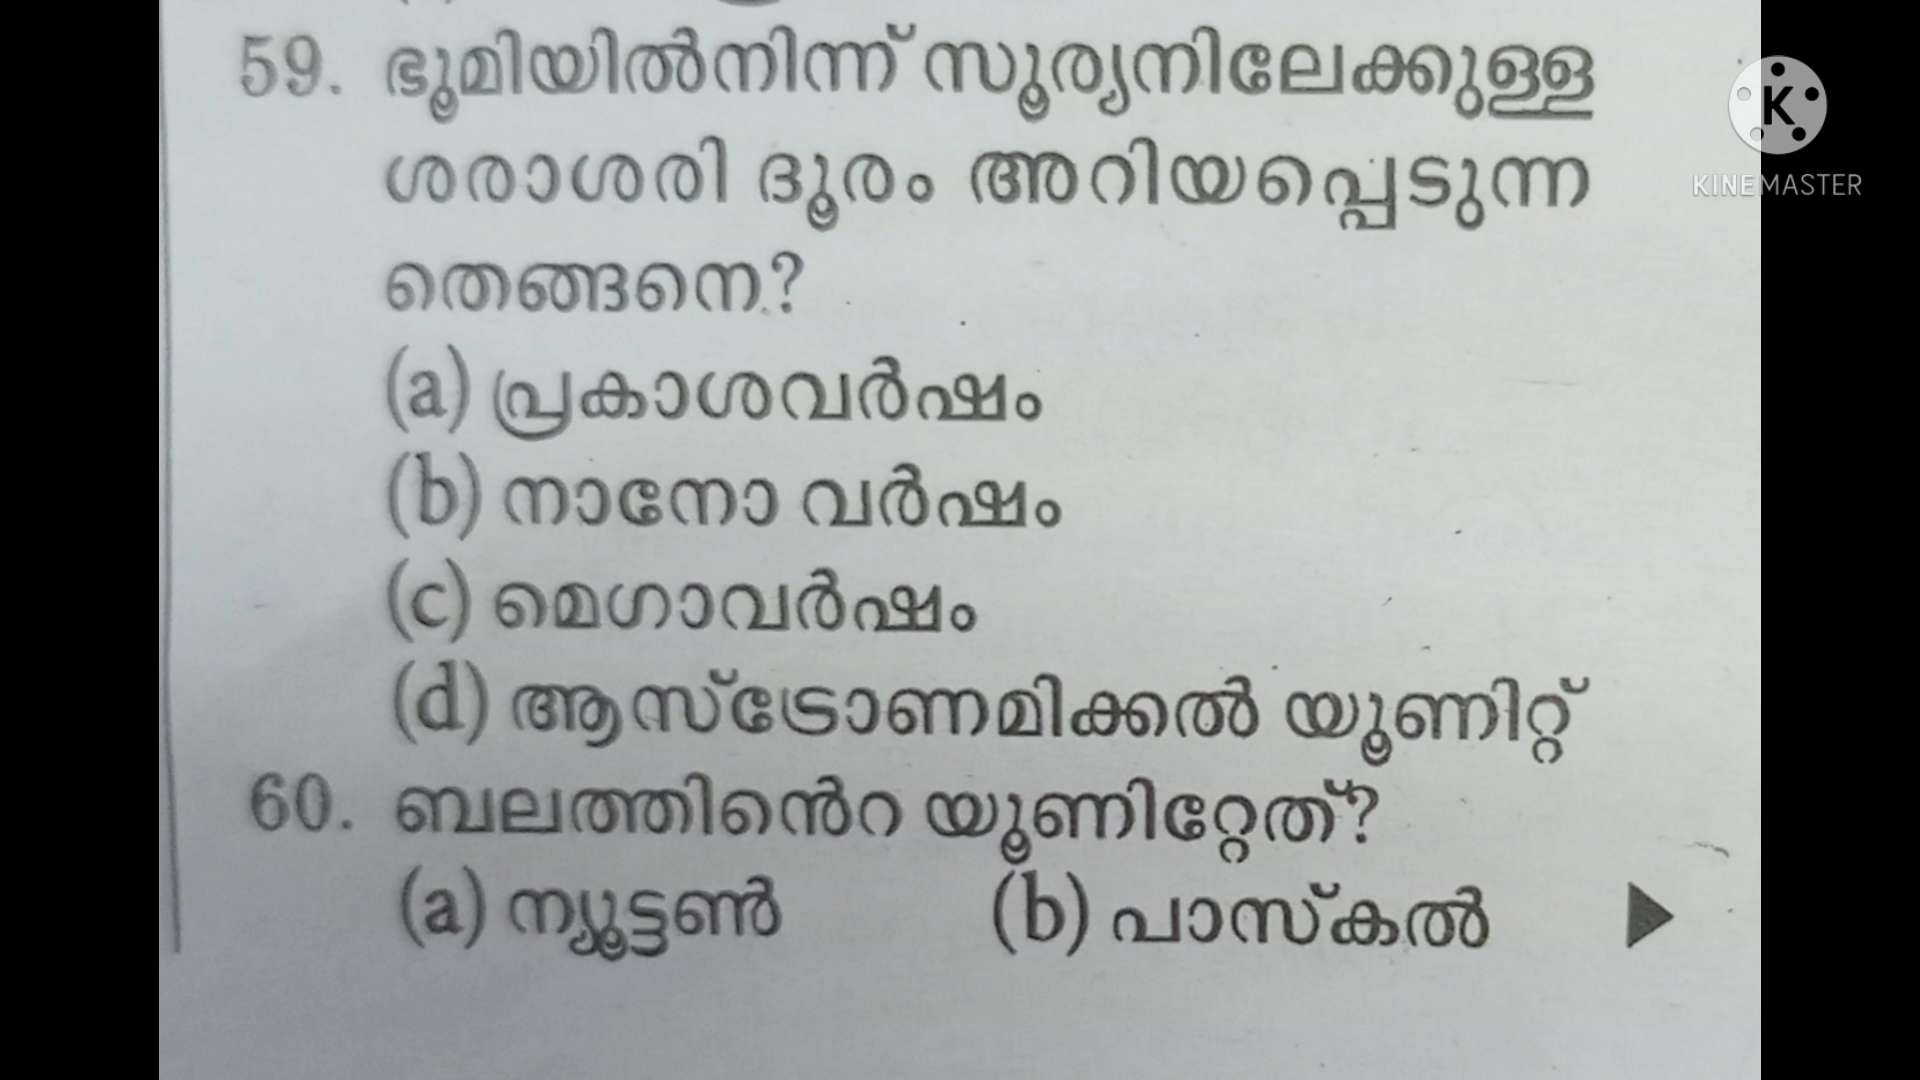 59. ഭൂമിയിൽനിന്ന് സൂര്യനിലേക്കുള്ള
ശരാശരി ദൂരം അറിയപ്പെടുന്ന
തെങ്ങനെ?
(a) പ്രകാശവർഷം
(b) നാനോ വർഷം
(c) മെഗാവർഷം
(d) ആസ്ട്രോണമിക്കൽ യൂണിറ്റ്
60. ബലത്തിൻെറ യൂണിറ്റേത്?
(a) ന്യൂട്ടൺ (b) പാസ്കൽ
K
KINEMASTER